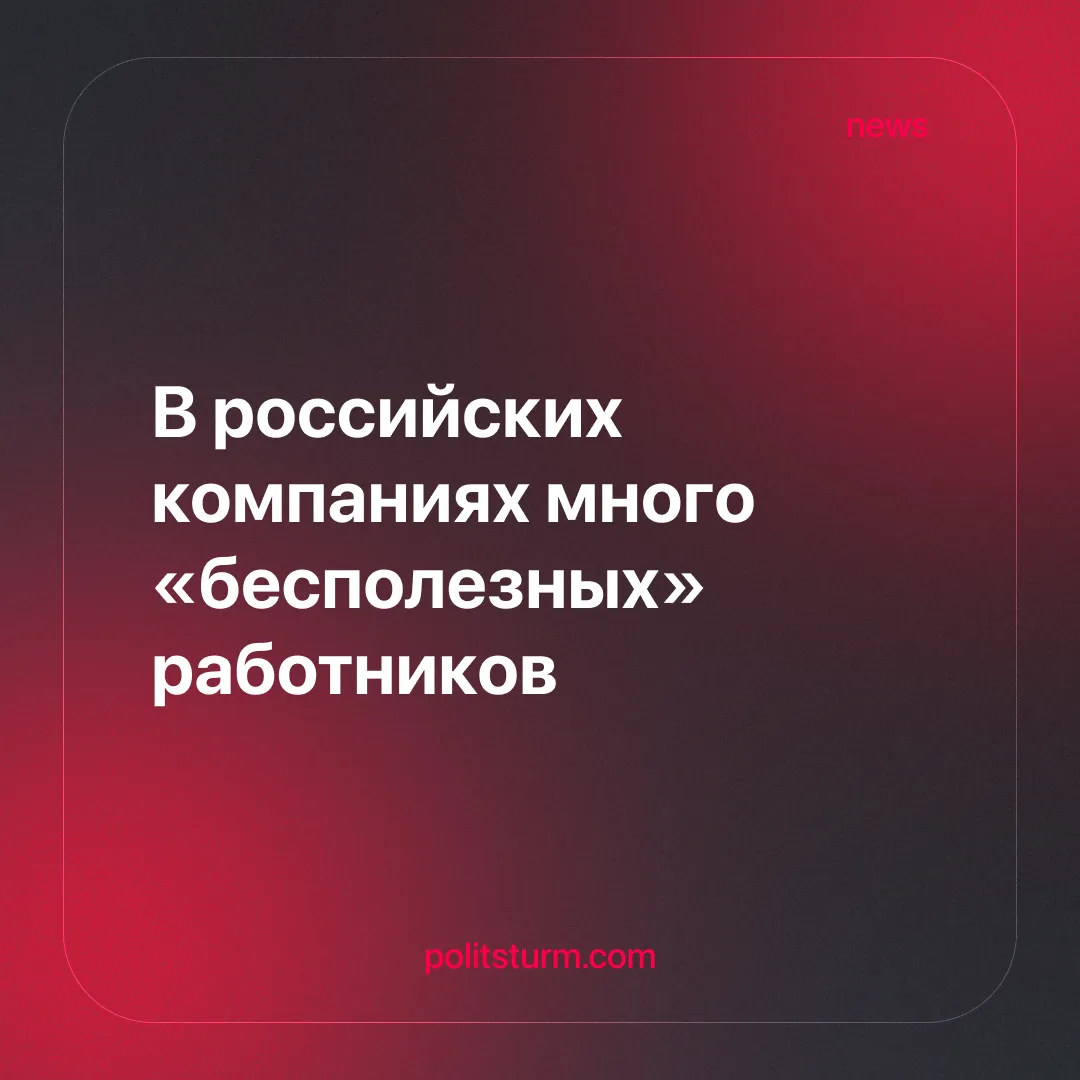 news
В российских
компаниях много
«бесполезных»
работников
politsturm.com